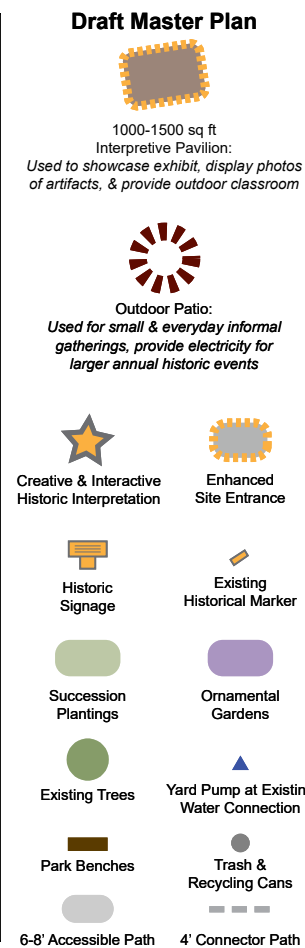 Draft Master Plan
1000-1500 sq ft
Interpretive Pavilion:
Used to showcase exhibit, display photos
of artifacts, & provide outdoor classroom
Outdoor Patio:
Used for small & everyday informal
gatherings, provide electricity for
larger annual historic events
Creative & Interactive
Historic Interpretation
Enhanced
Site Entrance
Historic
Signage
Existing
Historical Marker
Succession
Plantings
Ornamental
Gardens
Existing Trees
Yard Pump at Existin
Water Connection
Park Benches
Trash &
Recycling Cans
6-8’ Accessible Path
4’ Connector Path